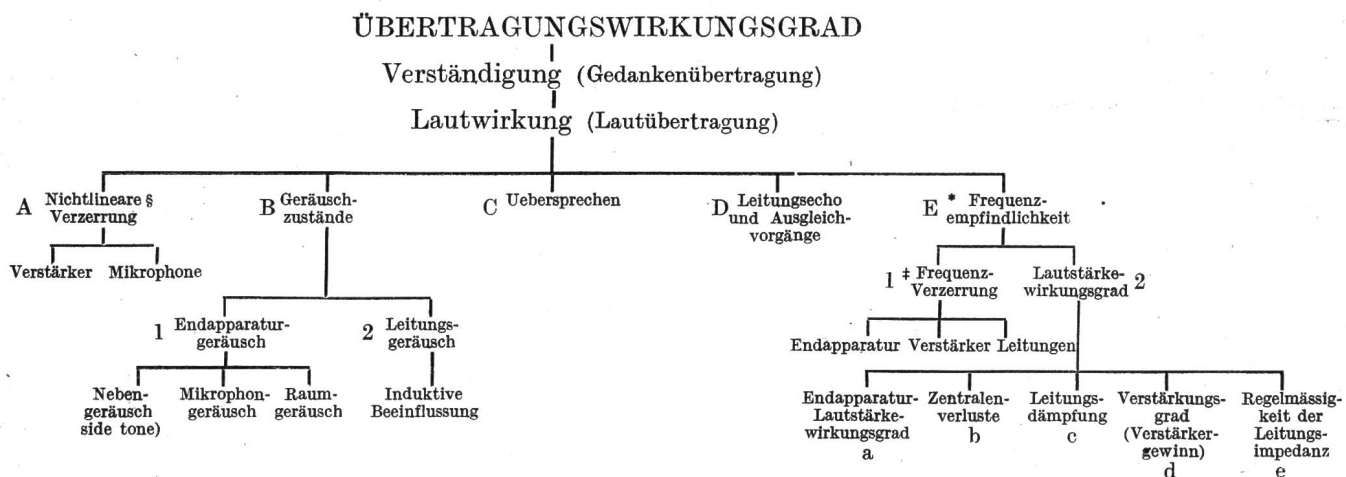 ÜBERTRAGUNGSWIRKUNGSGRAD
Verständigung (Gedankenübertragung)
Lautwirkung (Lautübertragung)
A Nichtlineare §
Verzerrung
Verstärker Mikrophone
B Geräusch-
zustände
1 Endapparatur-
geräusch
Neben-
geräusch
side tone)
Mikrophon-
geräusch
Raum-
geräusch
2 Leitungs-
geräusch
Induktive
Beeinflussung
C Uebersprechen
D Leitungsecho
und Ausgleich-
vorgänge
E * Frequenz-
empfindlichkeit
1 ‡ Frequenz-
Verzerrung
Endapparatur Verstärker Leitungen
Lautstärke-
wirkungsgrad 2
Endapparatur-
Lautstärke-
wirkungsgrad
a
Zentralen-
verluste
b
Leitungs-
dämpfung
c
Verstärkungs-
grad
(Verstärker-
gewinn)
d
Regelmässig-
keit der
Leitungs-
impedanz
e